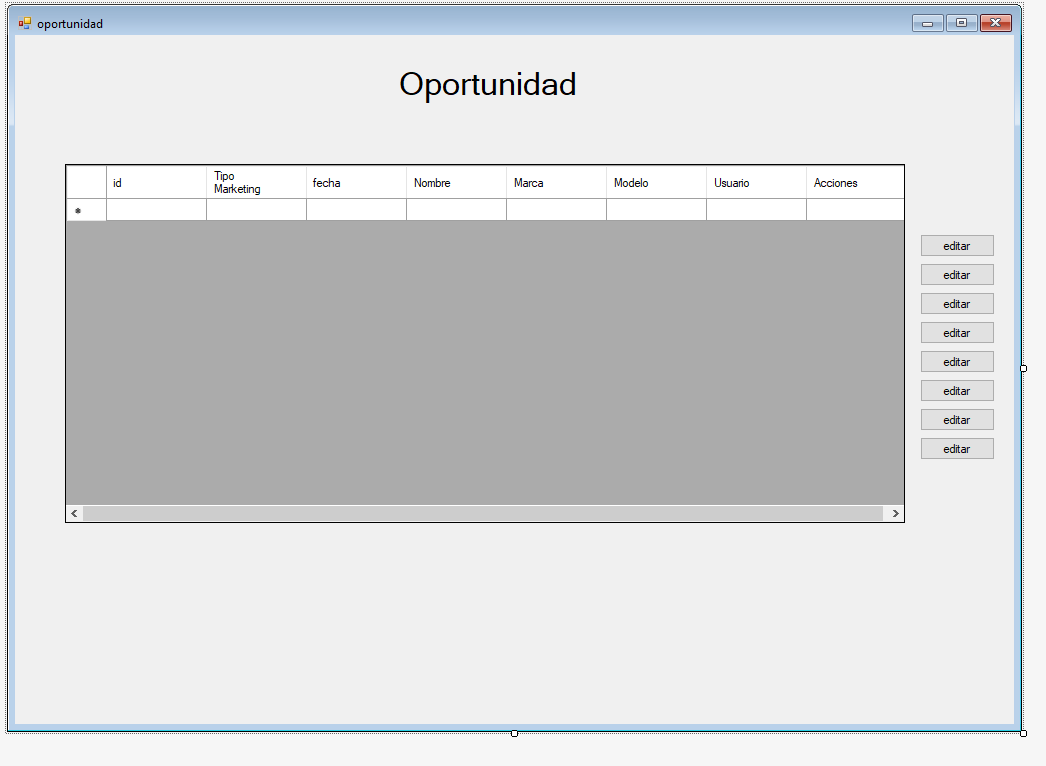 oportunidad
Oportunidad
id
Tipo
Marketing
fecha
Nombre
Marca
Modelo
Usuario
Acciones
editar
editar
editar
editar
editar
editar
editar
editar